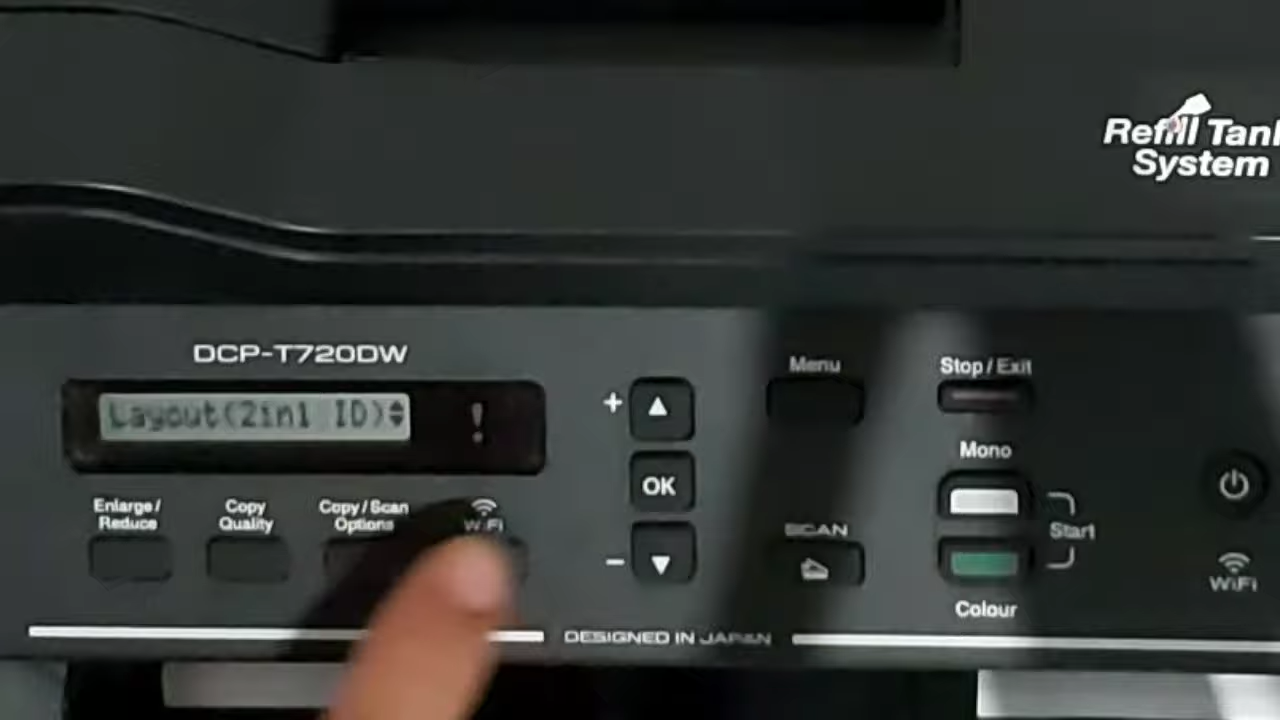 Refill Tank
System
DCP-T720DW
Layout(2in1 ID)
!
Enlarge/
Reduce
Copy
Quality
Copy/Scan
Options
WiFi
+
OK
-
Menu
SCAN
Stop/Exit
Mono
Start
Colour
WiFi
DESIGNED IN JAPAN